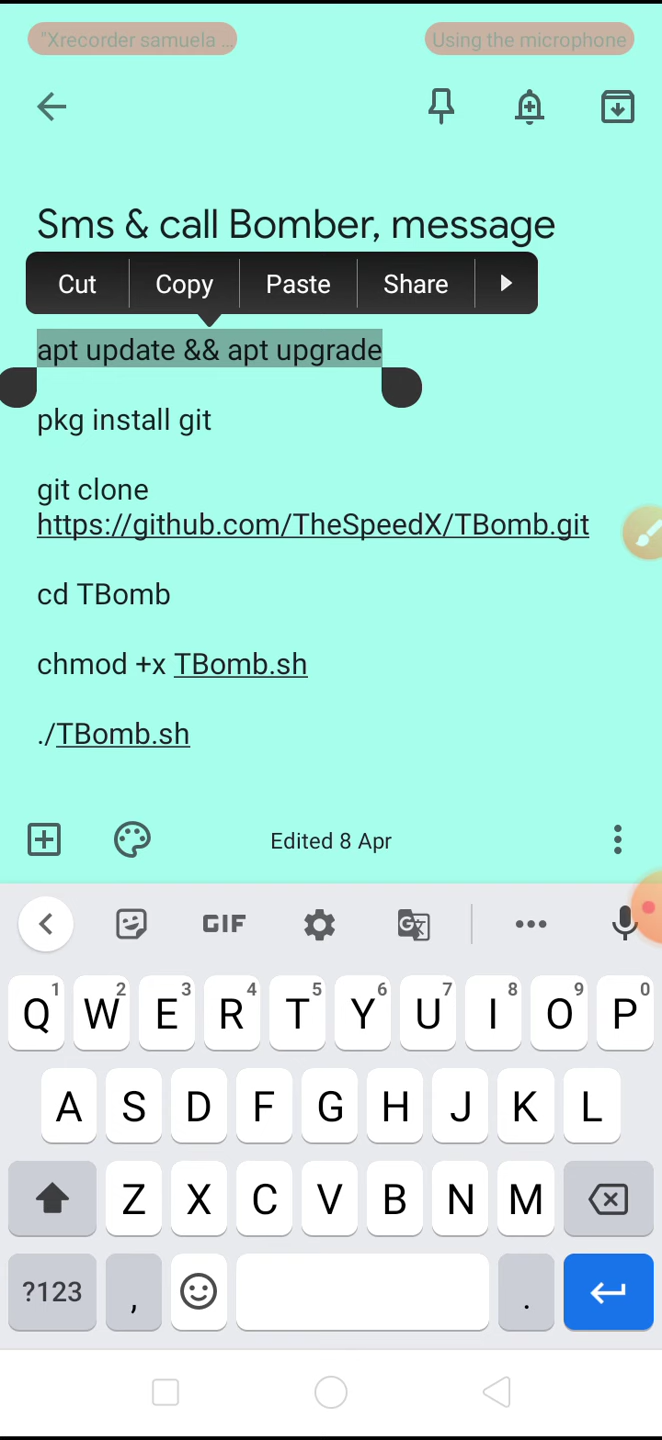 "Xrecorder samuela ...
Using the microphone
Sms & call Bomber, message
Cut Copy Paste Share
apt update && apt upgrade
pkg install git
git clone
https://github.com/TheSpeedX/TBomb.git
cd TBomb
chmod +x TBomb.sh
./TBomb.sh
Edited 8 Apr
GIF
1 2 3 4 5 6 7 8 9 0
Q W E R T Y U I O P
A S D F G H J K L
Z X C V B N M
?123 , .